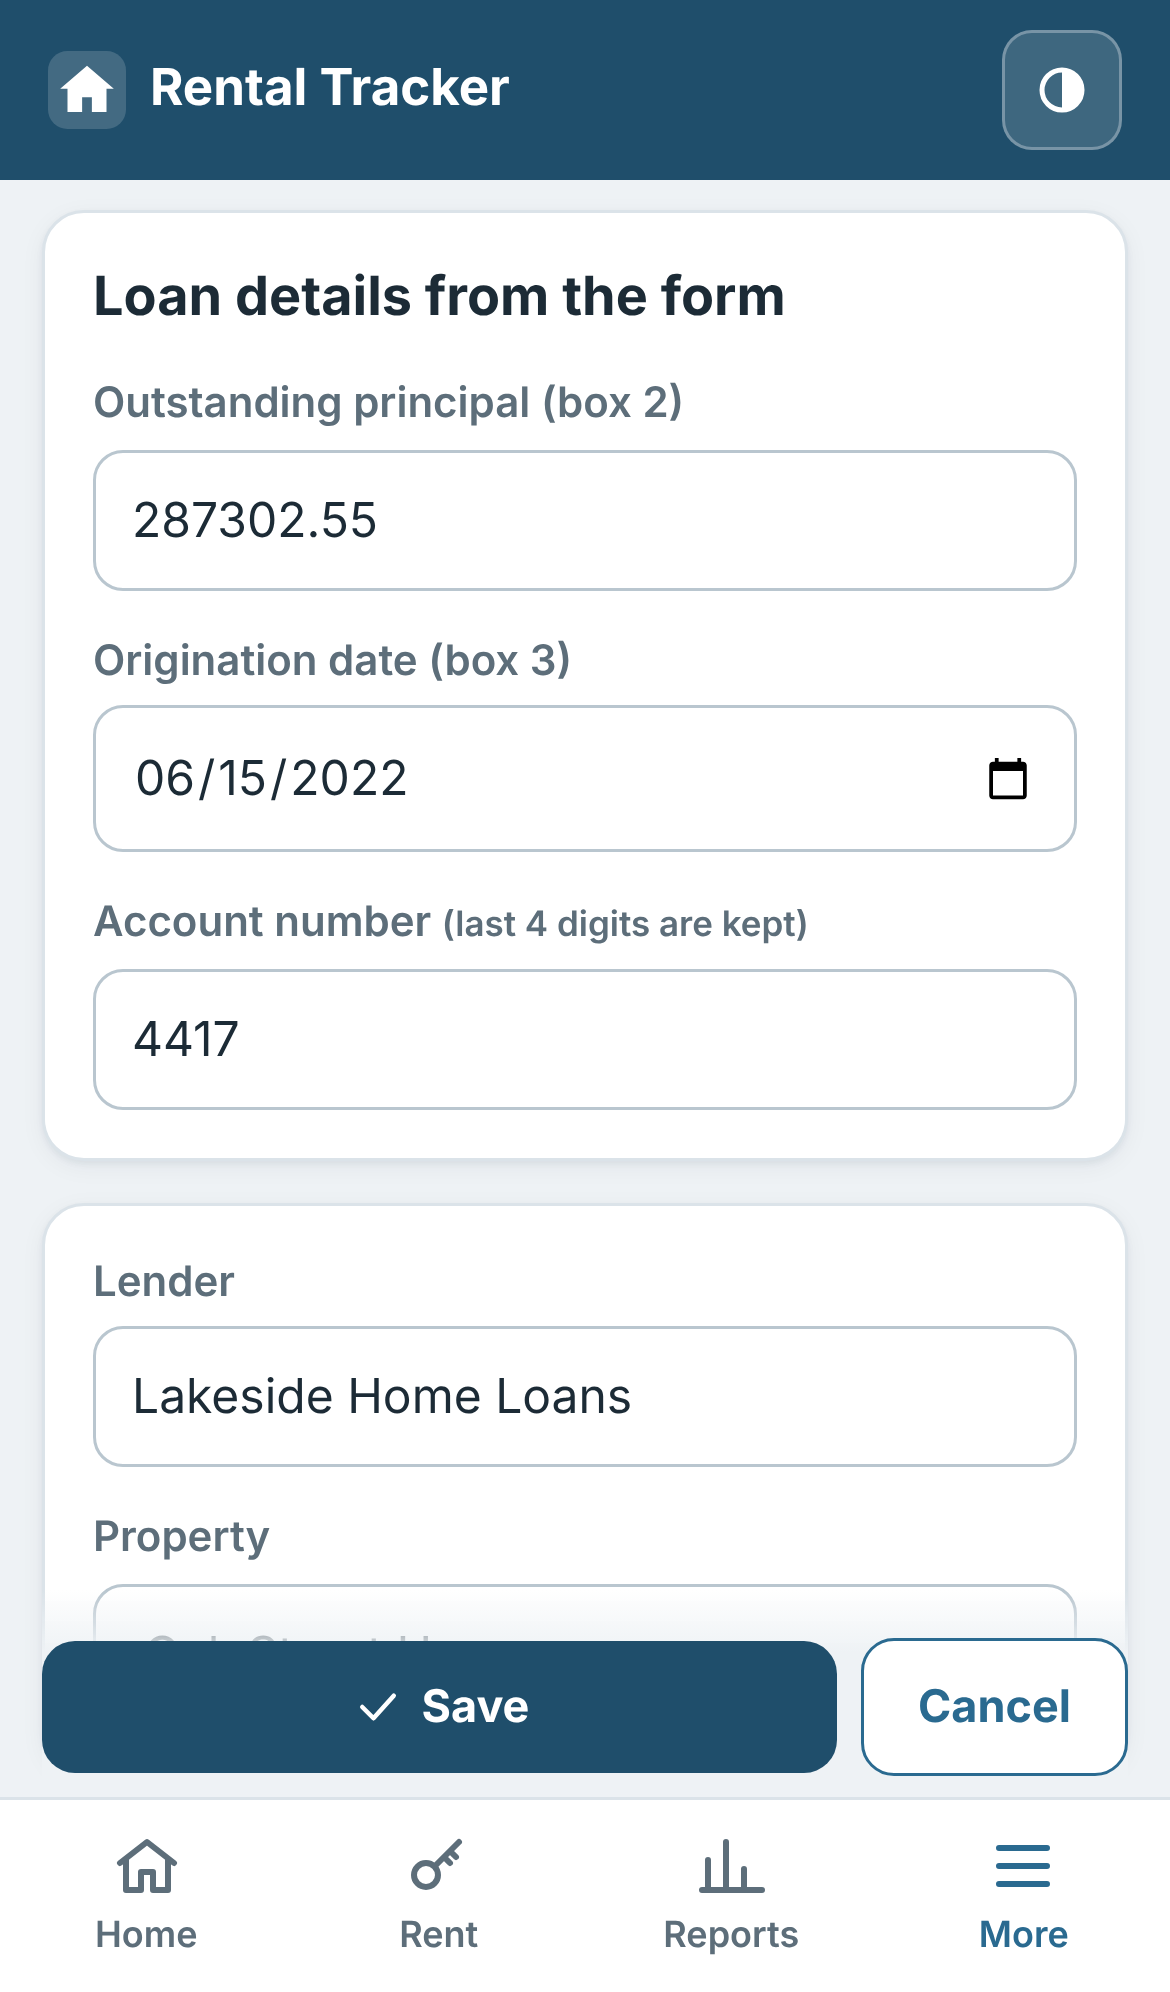 Rental Tracker
Loan details from the form
Outstanding principal (box 2)
287302.55
Origination date (box 3)
06/15/2022
Account number (last 4 digits are kept)
4417
Lender
Lakeside Home Loans
Property
Save
Cancel
Home
Rent
Reports
More